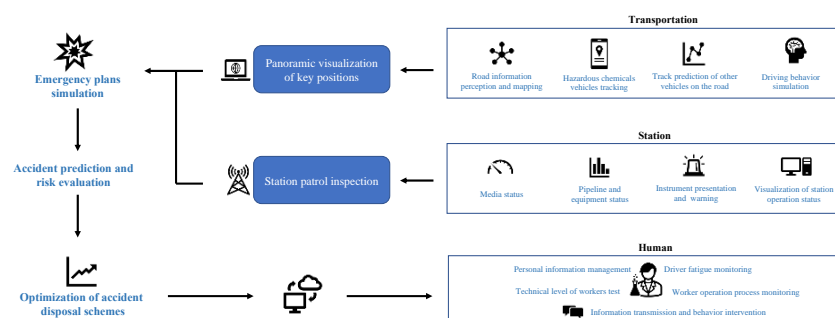 Transportation
Emergency plans
simulation
Panoramic visualization
of key positions
Road information
perception and mapping
Hazardous chemicals
vehicles tracking
Track prediction of other
vehicles on the road
Driving behavior
simulation
Station
Accident prediction and
risk evaluation
Station patrol inspection
Media status
Pipeline and
equipment status
Instrument presentation
and warning
Visualization of station
operation status
Human
Optimization of accident
disposal schemes
Personal information management
Driver fatigue monitoring
Technical level of workers test
Worker operation process monitoring
Information transmission and behavior intervention